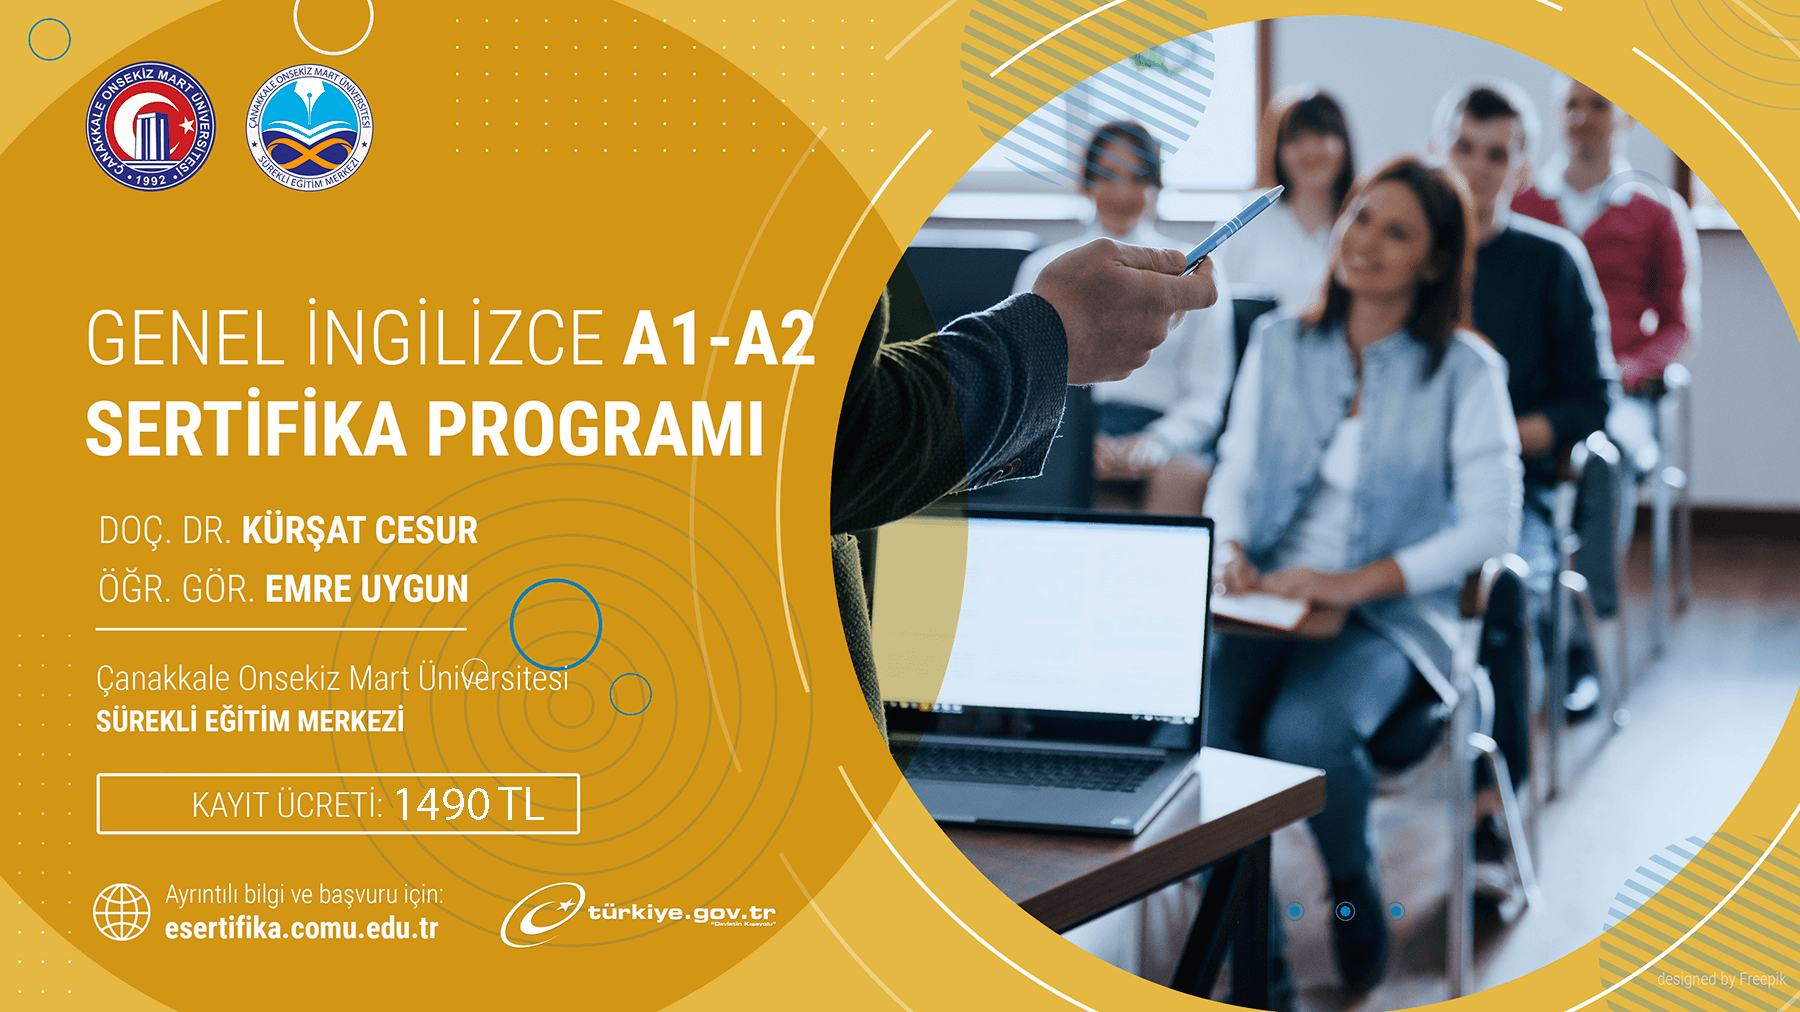 ÇANAKKALE ONSEKİZ MART ÜNİVERSİTESİ
• 1992 •
ÇANAKKALE ONSEKİZ MART ÜNİVERSİTESİ
SÜREKLİ EĞİTİM MERKEZİ
GENEL İNGİLİZCE A1-A2
SERTİFİKA PROGRAMI
DOÇ. DR. KÜRŞAT CESUR
ÖĞR. GÖR. EMRE UYGUN
Çanakkale Onsekiz Mart Üniversitesi
SÜREKLİ EĞİTİM MERKEZİ
KAYIT ÜCRETİ: 1490 TL
Ayrıntılı bilgi ve başvuru için:
esertifika.comu.edu.tr
türkiye.gov.tr
"Devletin Kısayolu"
designed by Freepik